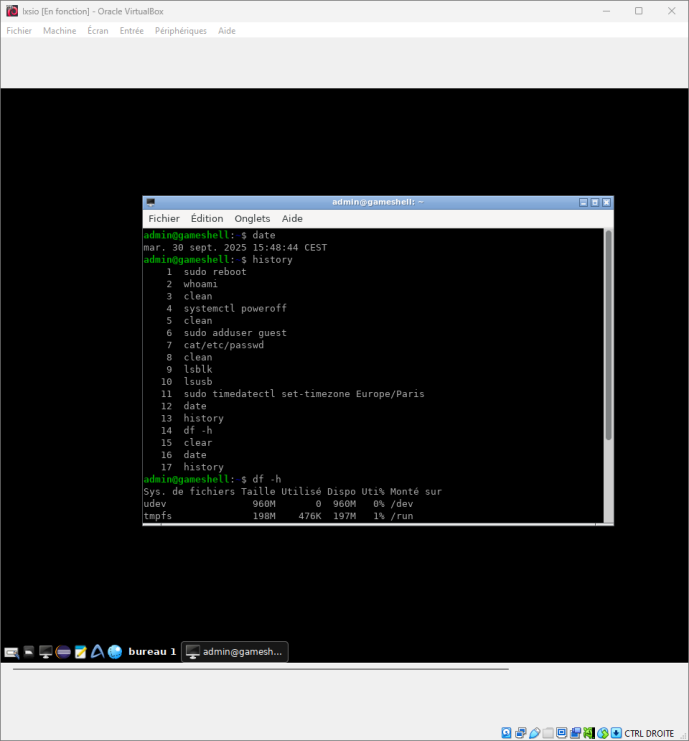 lxsio [En fonction] - Oracle VirtualBox
Fichier Machine Écran Entrée Périphériques Aide
admin@gameshell: ~
Fichier Édition Onglets Aide
admin@gameshell: $ date
mar. 30 sept. 2025 15:48:44 CEST
admin@gameshell: $ history
1 sudo reboot
2 whoami
3 clean
4 systemctl poweroff
5 clean
6 sudo adduser guest
7 cat/etc/passwd
8 clean
9 lsblk
10 lsusb
11 sudo timedatectl set-timezone Europe/Paris
12 date
13 history
14 df -h
15 clear
16 date
17 history
admin@gameshell: $ df -h
Sys. de fichiers Taille Utilisé Dispo Uti% Monté sur
udev 960M 0 960M 0% /dev
tmpfs 198M 476K 197M 1% /run
bureau 1 admin@gamesh...
CTRL DROITE